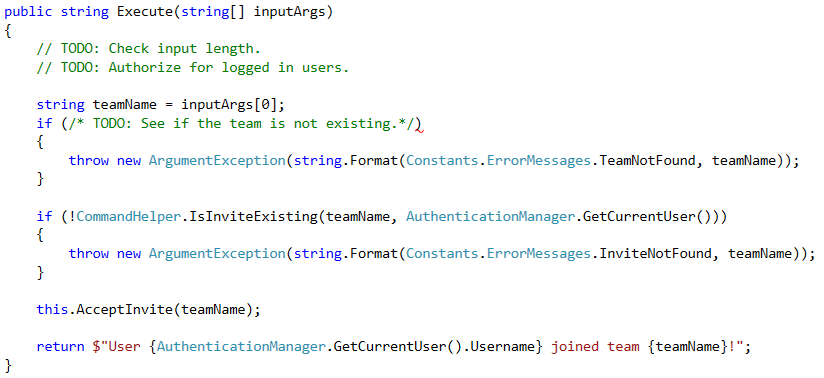 public string Execute(string[] inputArgs)
{
    // TODO: Check input length.
    // TODO: Authorize for logged in users.
    string teamName = inputArgs[0];
    if (/* TODO: See if the team is not existing.*/)
    {
        throw new ArgumentException(string.Format(Constants.ErrorMessages.TeamNotFound, teamName));
    }
    if (!CommandHelper.IsInviteExisting(teamName, AuthenticationManager.GetCurrentUser()))
    {
        throw new ArgumentException(string.Format(Constants.ErrorMessages.InviteNotFound, teamName));
    }
    this.AcceptInvite(teamName);
    return $"User {AuthenticationManager.GetCurrentUser().Username} joined team {teamName}!";
}